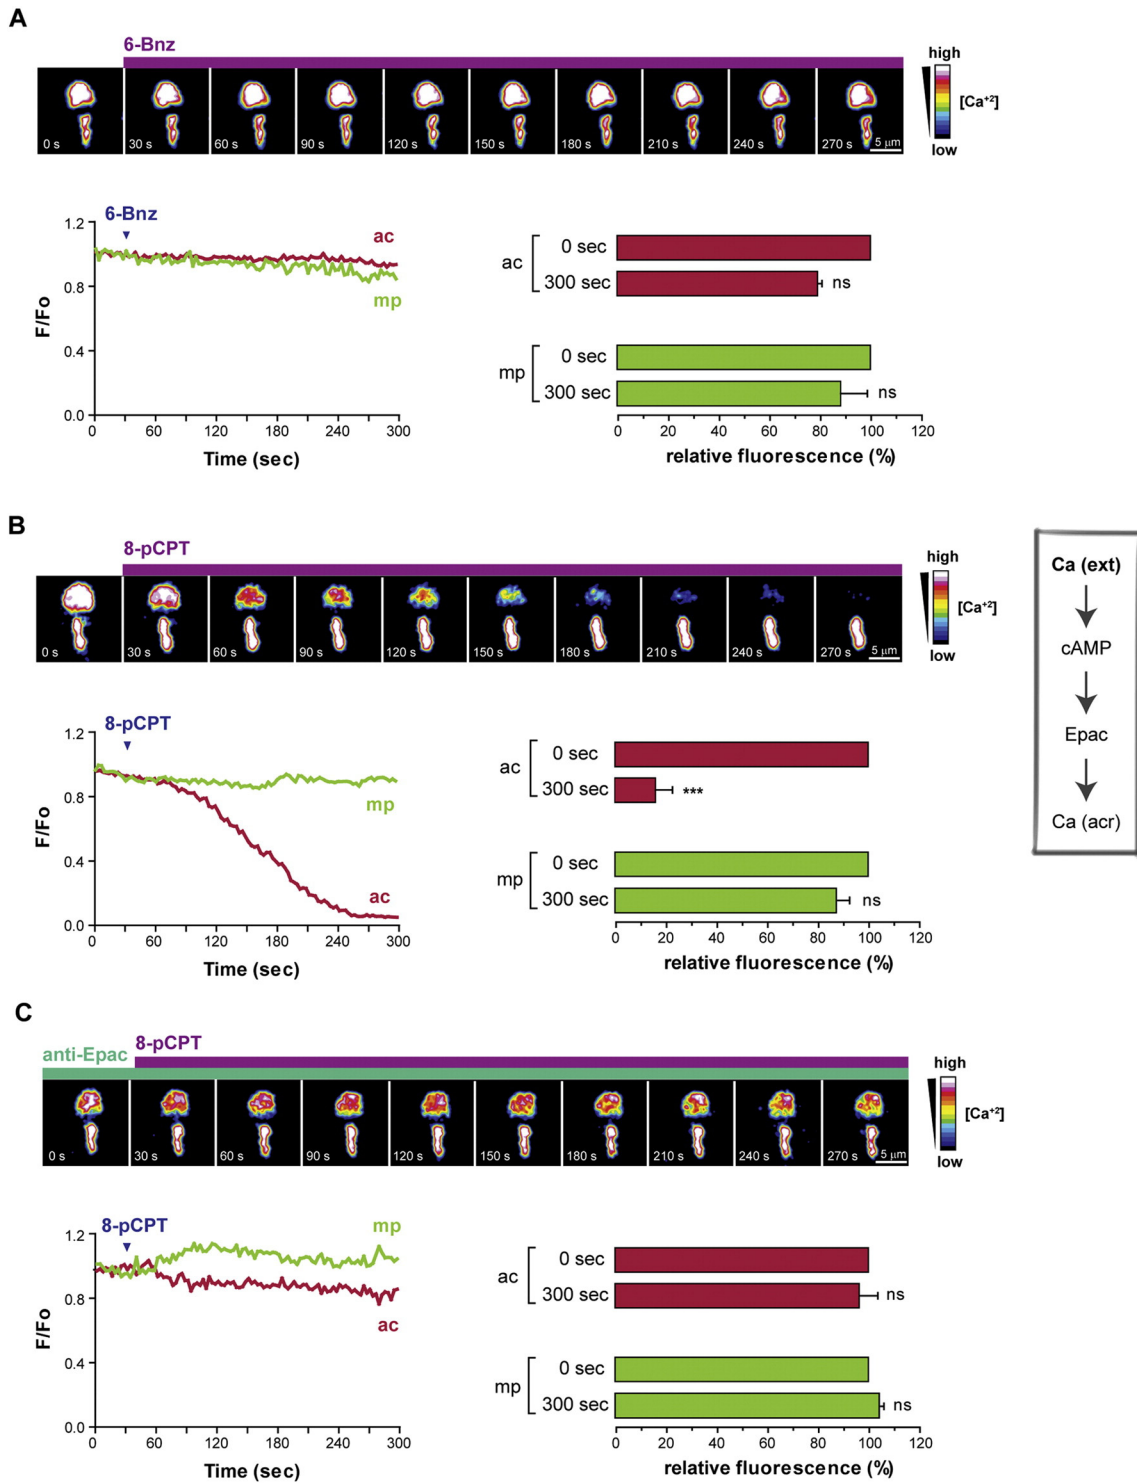 A
6-Bnz
0 s 30 s 60 s 90 s 120 s 150 s 180 s 210 s 240 s 270 s 5 µm
high
[Ca+2]
low
6-Bnz
1.2
0.8
0.4
0.0
F/Fo
ac
mp
0 60 120 180 240 300
Time (sec)
ac
0 sec
300 sec
ns
mp
0 sec
300 sec
ns
0 20 40 60 80 100 120
relative fluorescence (%)
B
8-pCPT
0 s 30 s 60 s 90 s 120 s 150 s 180 s 210 s 240 s 270 s 5 µm
high
[Ca+2]
low
8-pCPT
1.2
0.8
0.4
0.0
F/Fo
mp
ac
0 60 120 180 240 300
Time (sec)
ac
0 sec
300 sec
***
mp
0 sec
300 sec
ns
0 20 40 60 80 100 120
relative fluorescence (%)
Ca (ext)
cAMP
Epac
Ca (acr)
C
anti-Epac
8-pCPT
0 s 30 s 60 s 90 s 120 s 150 s 180 s 210 s 240 s 270 s 5 µm
high
[Ca+2]
low
8-pCPT
1.2
0.8
0.4
0.0
F/Fo
mp
ac
0 60 120 180 240 300
Time (sec)
ac
0 sec
300 sec
ns
mp
0 sec
300 sec
ns
0 20 40 60 80 100 120
relative fluorescence (%)